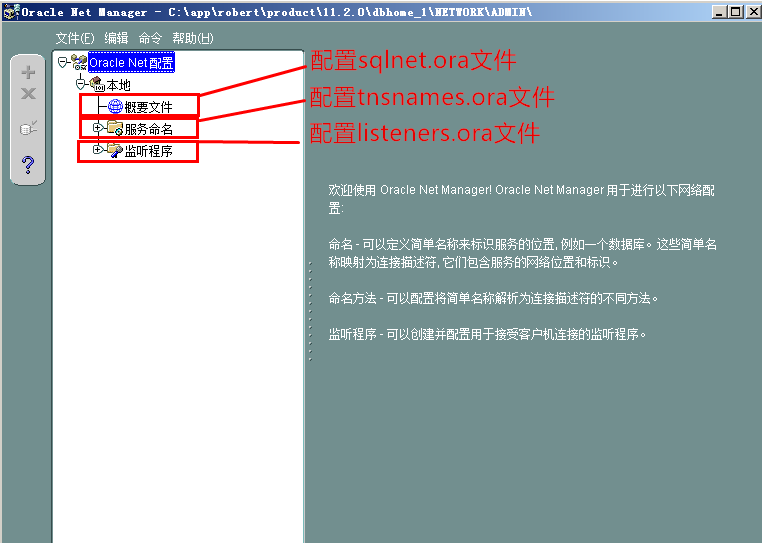 Oracle Net Manager - C:\app\robert\product\11.2.0\dbhome_1\NETWORK\ADMIN\
文件(F) 编辑 命令 帮助(H)
Oracle Net 配置
本地
概要文件
服务命名
监听程序
配置sqlnet.ora文件
配置tnsnames.ora文件
配置listeners.ora文件
欢迎使用 Oracle Net Manager! Oracle Net Manager 用于进行以下网络配
置:
命名 - 可以定义简单名称来标识服务的位置, 例如一个数据库。这些简单名
称映射为连接描述符, 它们包含服务的网络位置和标识。
命名方法 - 可以配置将简单名称解析为连接描述符的不同方法。
监听程序 - 可以创建并配置用于接受客户机连接的监听程序。